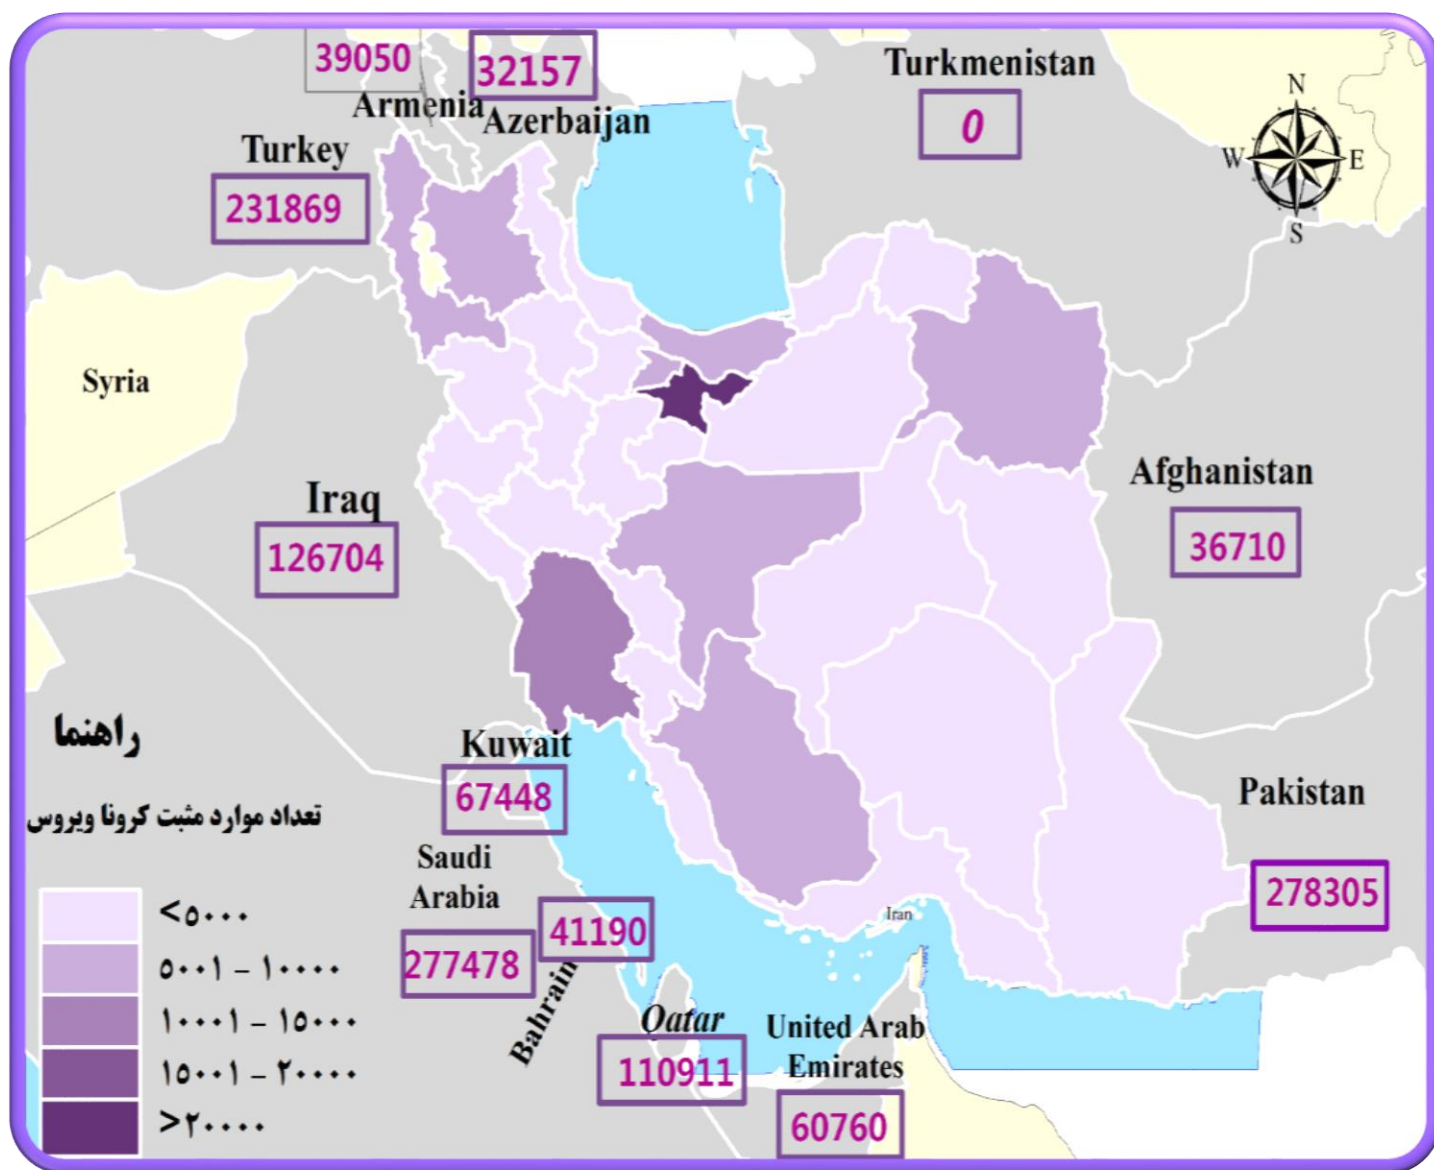 39050
32157
Armenia
Azerbaijan
Turkmenistan
0
N
W
E
S
Turkey
231869
Syria
Iraq
126704
Afghanistan
36710
راهنما
تعداد موارد مثبت کرونا ویروس
<۵۰۰۰
۵۰۰۱ - ۱۰۰۰۰
۱۰۰۰۱ - ۱۵۰۰۰
۱۵۰۰۱ - ۲۰۰۰۰
>۲۰۰۰۰
Kuwait
67448
Saudi
Arabia
277478
41190
Bahrain
Qatar
110911
United Arab
Emirates
60760
Iran
Pakistan
278305